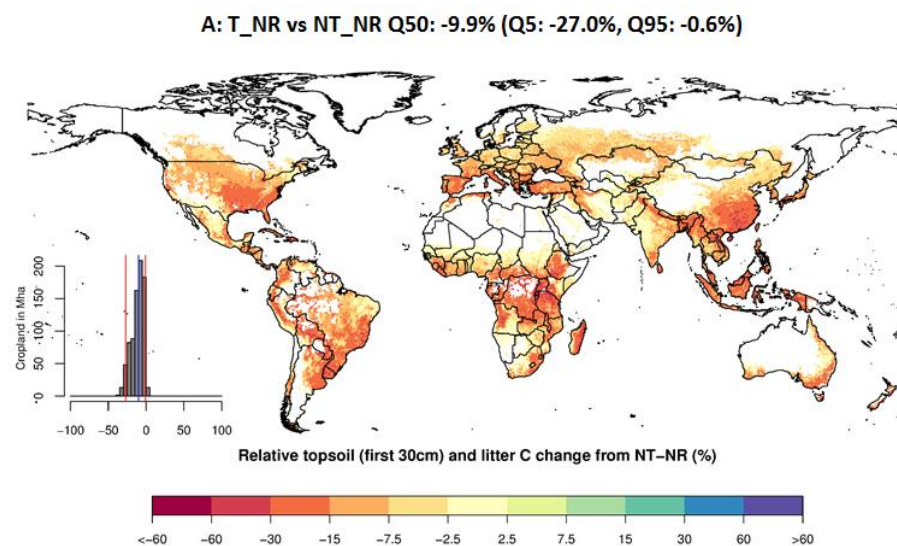 A: T_NR vs NT_NR Q50: -9.9% (Q5: -27.0%, Q95: -0.6%)
Cropland in Mha
200
150
100
50
0
−100 −50 0 50 100
Relative topsoil (first 30cm) and litter C change from NT−NR (%)
<−60 −60 −30 −15 −7.5 −2.5 2.5 7.5 15 30 60 >60